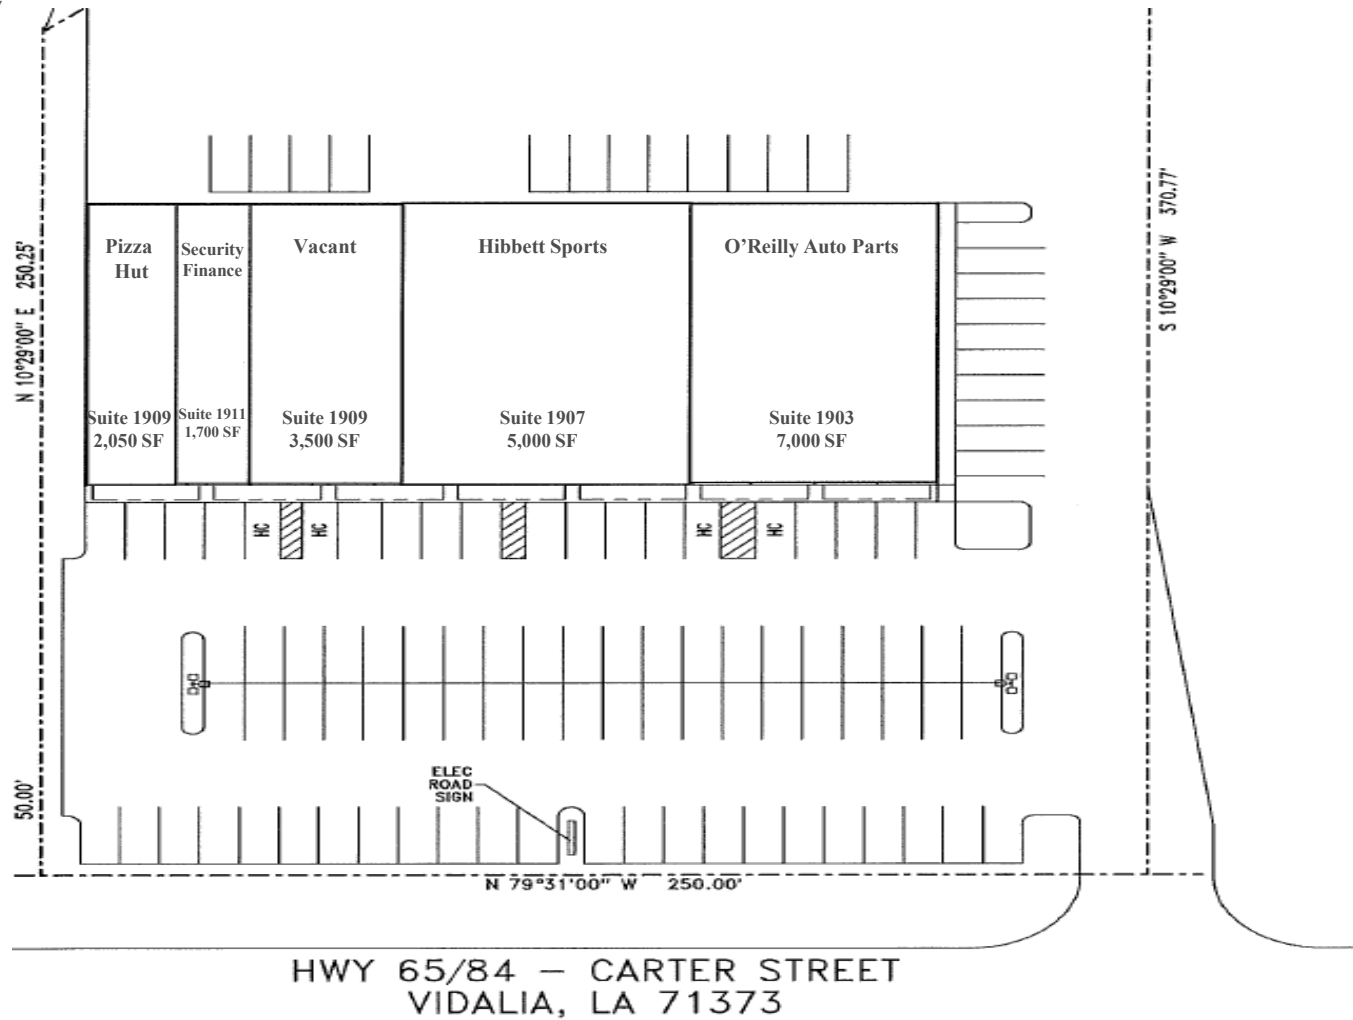 Pizza
Hut
Security
Finance
Vacant
Hibbett Sports
O'Reilly Auto Parts
Suite 1909
2,050 SF
Suite 1911
1,700 SF
Suite 1909
3,500 SF
Suite 1907
5,000 SF
Suite 1903
7,000 SF
N 10°29'00" E 250.25'
S 10°29'00" W 370.77'
HC
HC
HC
HC
50.00'
ELEC
ROAD
SIGN
N 79°31'00" W 250.00'
HWY 65/84 – CARTER STREET
VIDALIA, LA 71373